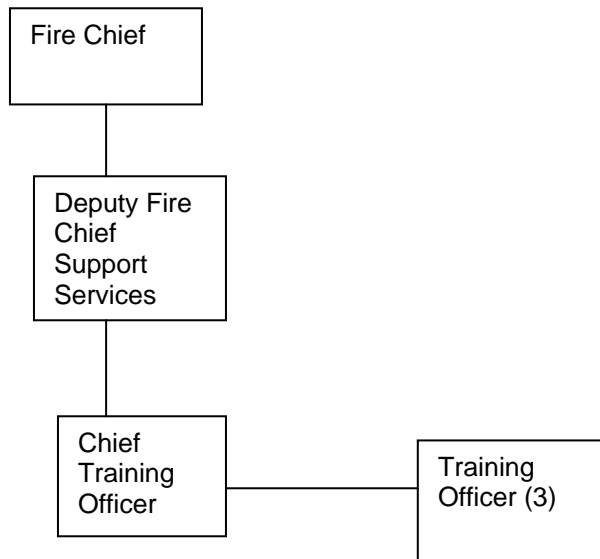 Fire Chief
Deputy Fire
Chief
Support
Services
Chief
Training
Officer
Training
Officer (3)